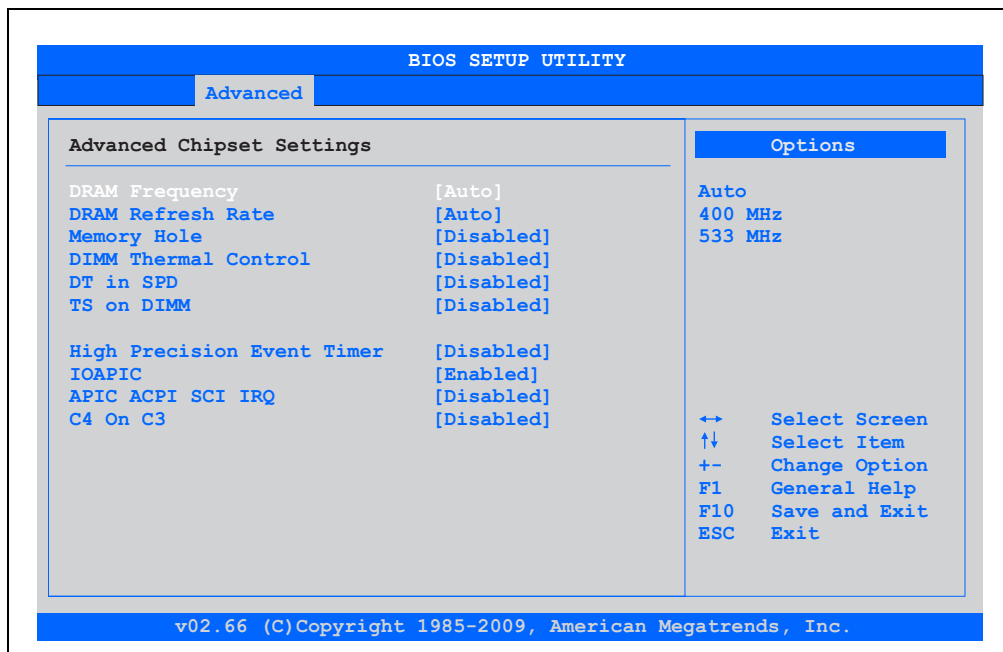 BIOS SETUP UTILITY
Advanced
Advanced Chipset Settings
DRAM Frequency [Auto]
DRAM Refresh Rate [Auto]
Memory Hole [Disabled]
DIMM Thermal Control [Disabled]
DT in SPD [Disabled]
TS on DIMM [Disabled]
High Precision Event Timer [Disabled]
IOAPIC [Enabled]
APIC ACPI SCI IRQ [Disabled]
C4 On C3 [Disabled]
Options
Auto
400 MHz
533 MHz
↔ Select Screen
↑↓ Select Item
+- Change Option
F1 General Help
F10 Save and Exit
ESC Exit
v02.66 (C)Copyright 1985-2009, American Megatrends, Inc.